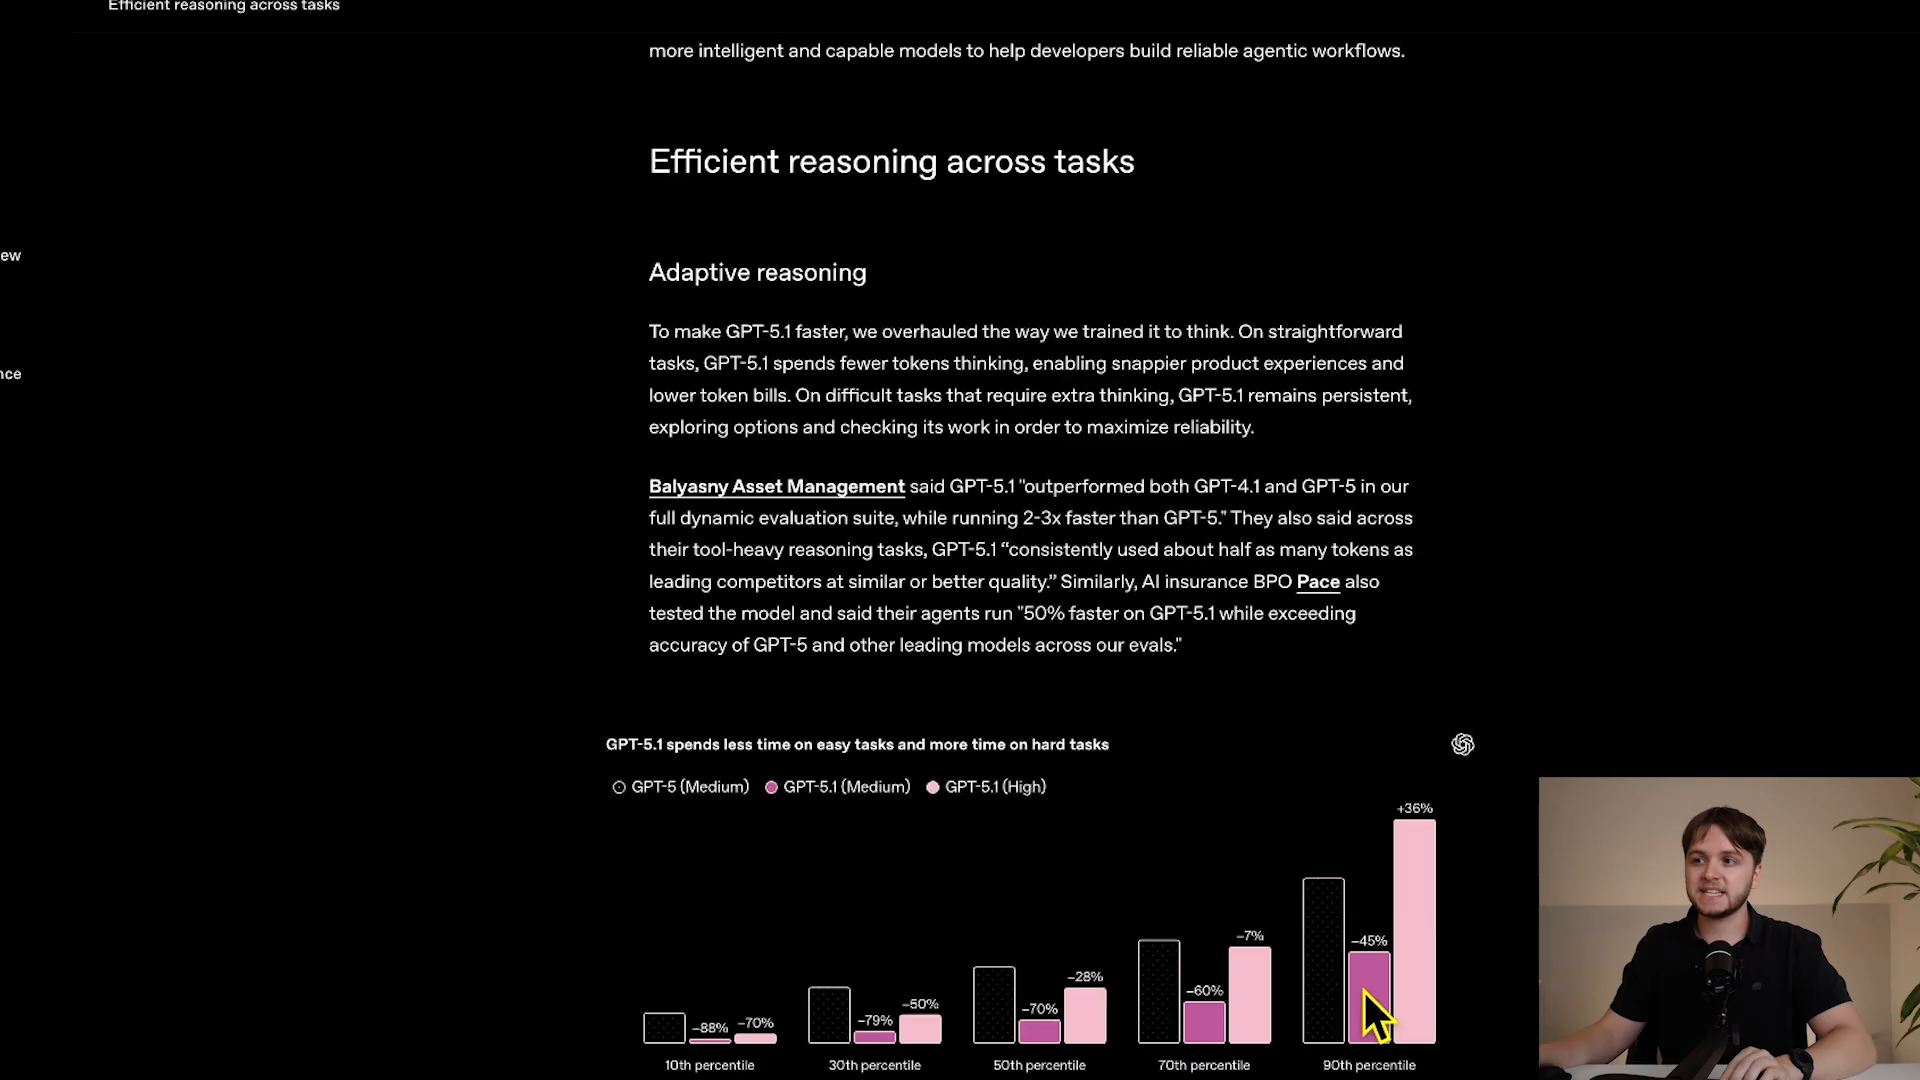 Efficient reasoning across tasks
more intelligent and capable models to help developers build reliable agentic workflows.
Efficient reasoning across tasks
ew
nce
Adaptive reasoning
To make GPT-5.1 faster, we overhauled the way we trained it to think. On straightforward
tasks, GPT-5.1 spends fewer tokens thinking, enabling snappier product experiences and
lower token bills. On difficult tasks that require extra thinking, GPT-5.1 remains persistent,
exploring options and checking its work in order to maximize reliability.
Balyasny Asset Management said GPT-5.1 "outperformed both GPT-4.1 and GPT-5 in our
full dynamic evaluation suite, while running 2-3x faster than GPT-5." They also said across
their tool-heavy reasoning tasks, GPT-5.1 “consistently used about half as many tokens as
leading competitors at similar or better quality.” Similarly, AI insurance BPO Pace also
tested the model and said their agents run "50% faster on GPT-5.1 while exceeding
accuracy of GPT-5 and other leading models across our evals."
GPT-5.1 spends less time on easy tasks and more time on hard tasks
GPT-5 (Medium) GPT-5.1 (Medium) GPT-5.1 (High)
−88% −70% −79% −50% −70% −28% −60% −7% −45% +36%
10th percentile 30th percentile 50th percentile 70th percentile 90th percentile